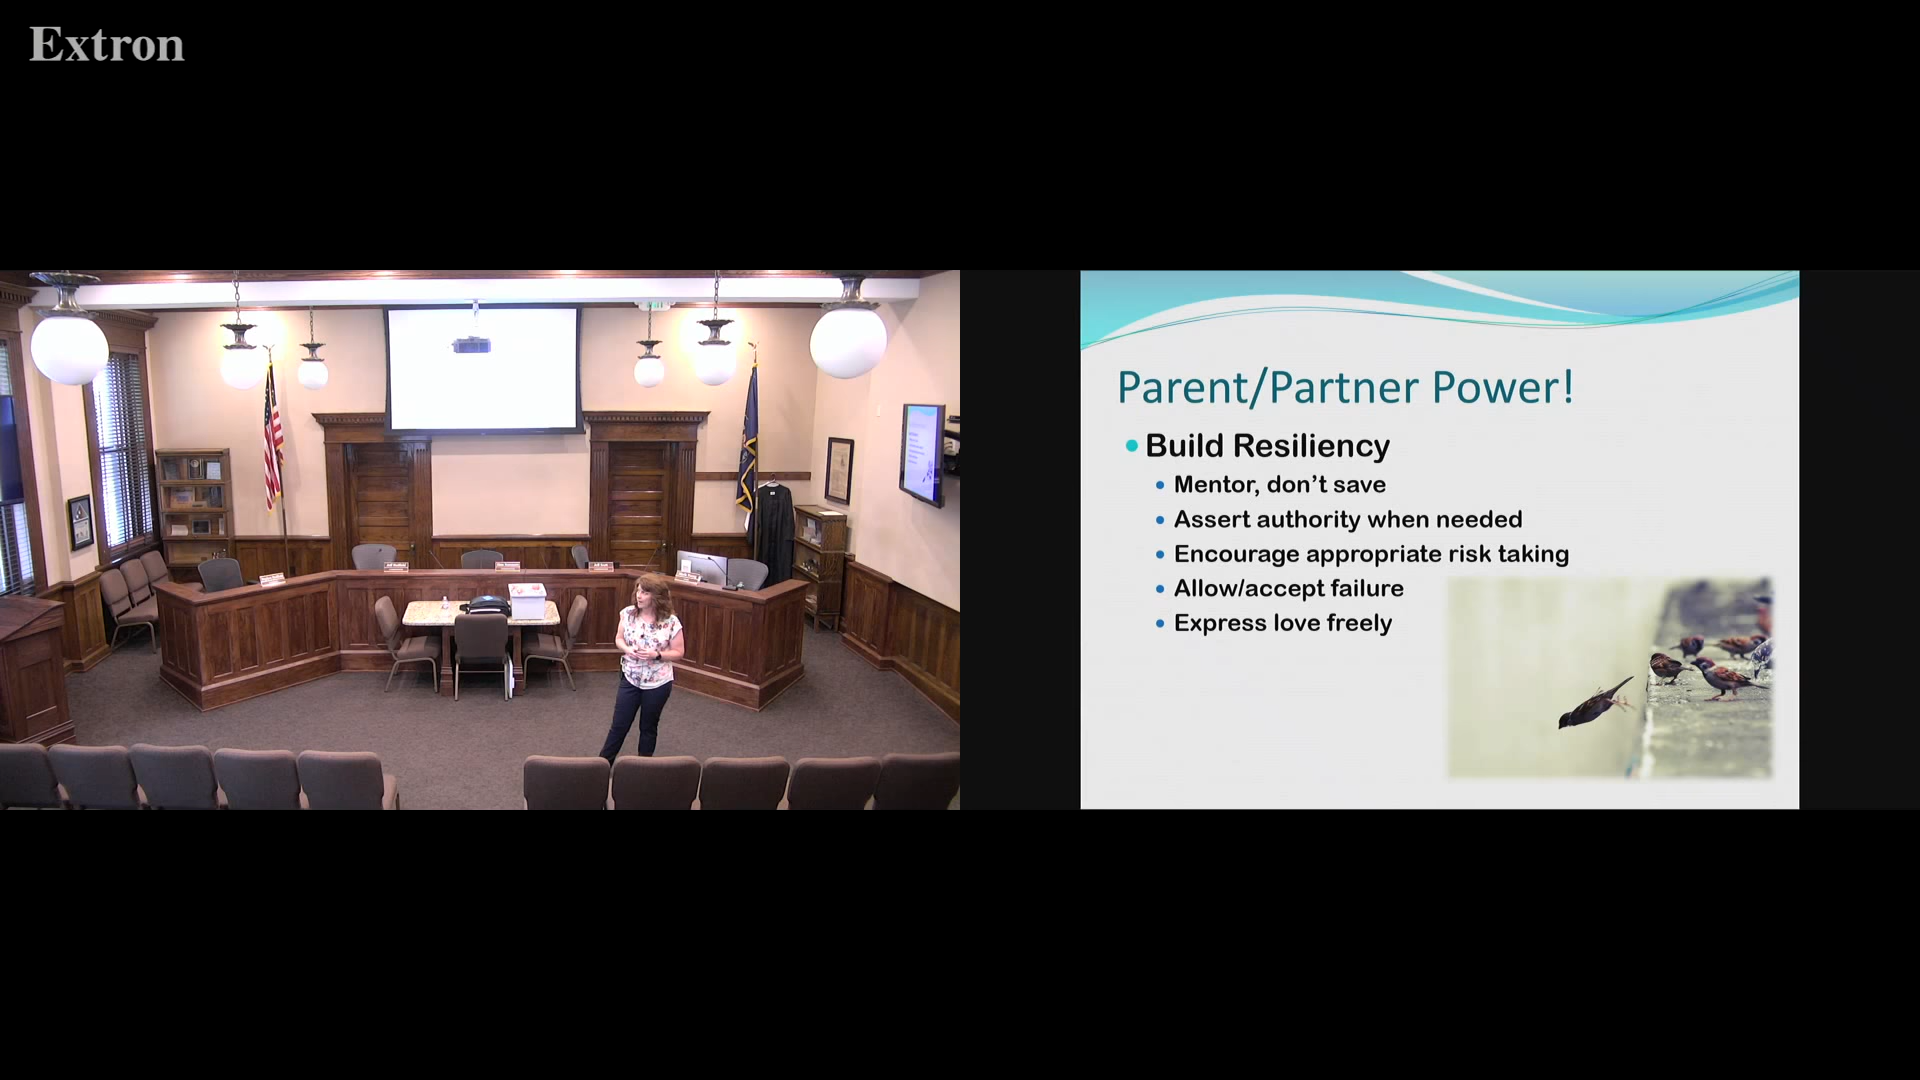 Extron
Parent/Partner Power!
Build Resiliency
Mentor, don’t save
Assert authority when needed
Encourage appropriate risk taking
Allow/accept failure
Express love freely